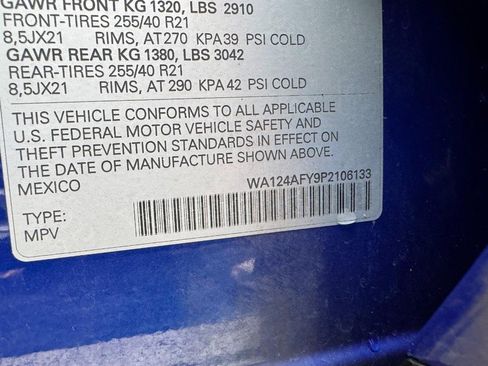 GAWR FRONT KG 1320, LBS 2910
FRONT-TIRES 255/40 R21
8,5JX21 RIMS, AT 270 KPA 39 PSI COLD
GAWR REAR KG 1380, LBS 3042
REAR-TIRES 255/40 R21
8,5JX21 RIMS, AT 290 KPA 42 PSI COLD
THIS VEHICLE CONFORMS TO ALL APPLICABLE
U.S. FEDERAL MOTOR VEHICLE SAFETY AND
THEFT PREVENTION STANDARDS IN EFFECT ON
THE DATE OF MANUFACTURE SHOWN ABOVE.
MEXICO
WA124AFY9P2106133
TYPE:
MPV